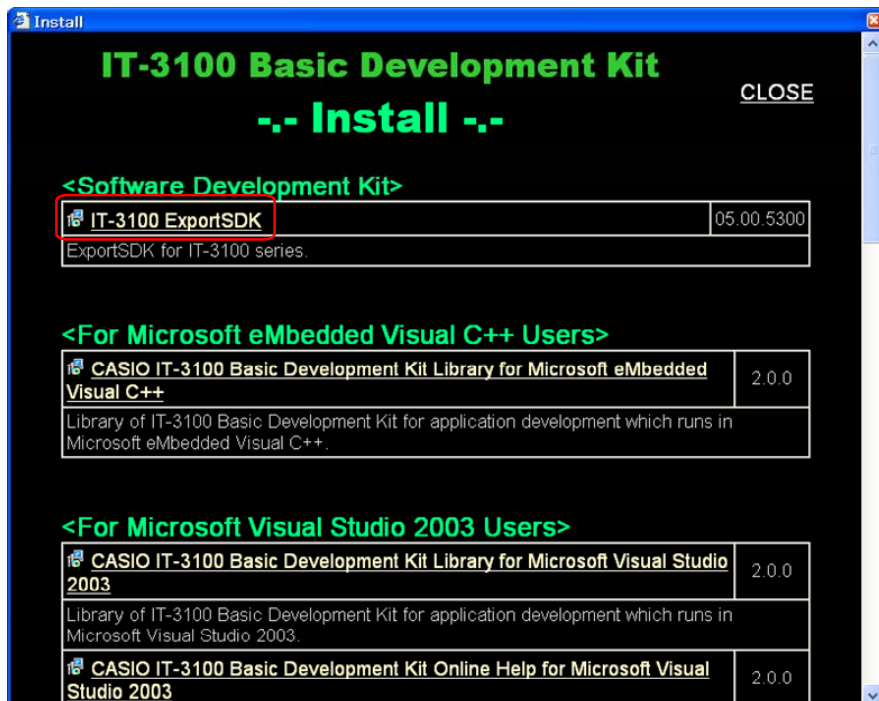 Install
IT-3100 Basic Development Kit
CLOSE
-.- Install -.-
<Software Development Kit>
IT-3100 ExportSDK
05.00.5300
ExportSDK for IT-3100 series.
<For Microsoft eMbedded Visual C++ Users>
CASIO IT-3100 Basic Development Kit Library for Microsoft eMbedded
Visual C++
2.0.0
Library of IT-3100 Basic Development Kit for application development which runs in
Microsoft eMbedded Visual C++.
<For Microsoft Visual Studio 2003 Users>
CASIO IT-3100 Basic Development Kit Library for Microsoft Visual Studio
2003
2.0.0
Library of IT-3100 Basic Development Kit for application development which runs in
Microsoft Visual Studio 2003.
CASIO IT-3100 Basic Development Kit Online Help for Microsoft Visual
Studio 2003
2.0.0